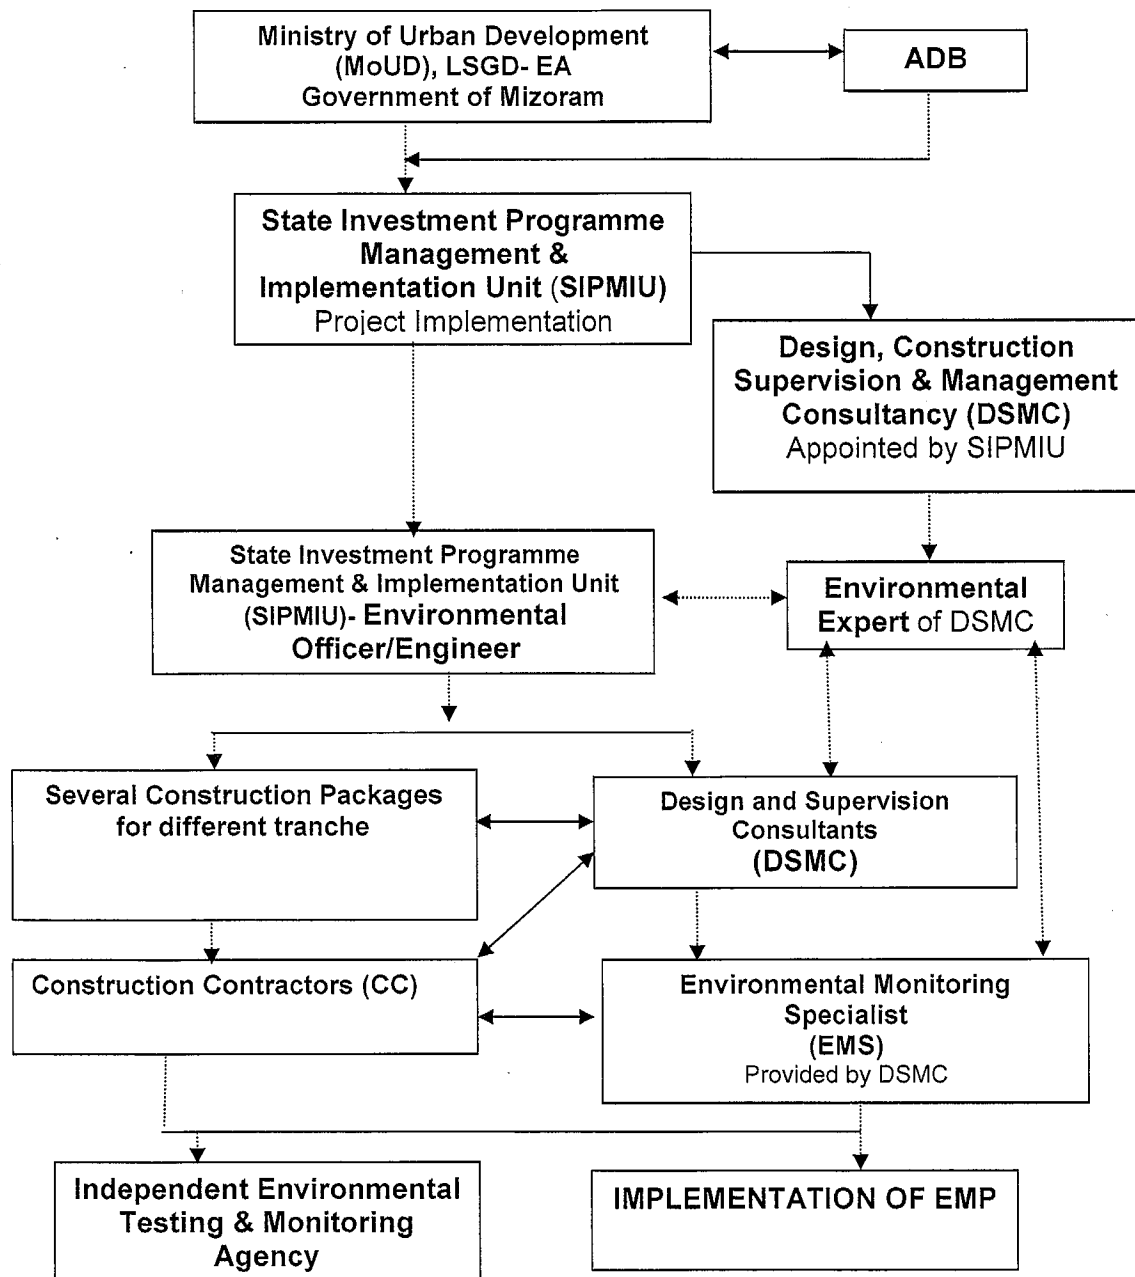 Ministry of Urban Development
(MoUD), LSGD- EA
Government of Mizoram
ADB
State Investment Programme
Management &
Implementation Unit (SIPMIU)
Project Implementation
Design, Construction
Supervision & Management
Consultancy (DSMC)
Appointed by SIPMIU
State Investment Programme
Management & Implementation Unit
(SIPMIU)- Environmental
Officer/Engineer
Environmental
Expert of DSMC
Several Construction Packages
for different tranche
Design and Supervision
Consultants
(DSMC)
Construction Contractors (CC)
Environmental Monitoring
Specialist
(EMS)
Provided by DSMC
Independent Environmental
Testing & Monitoring
Agency
IMPLEMENTATION OF EMP